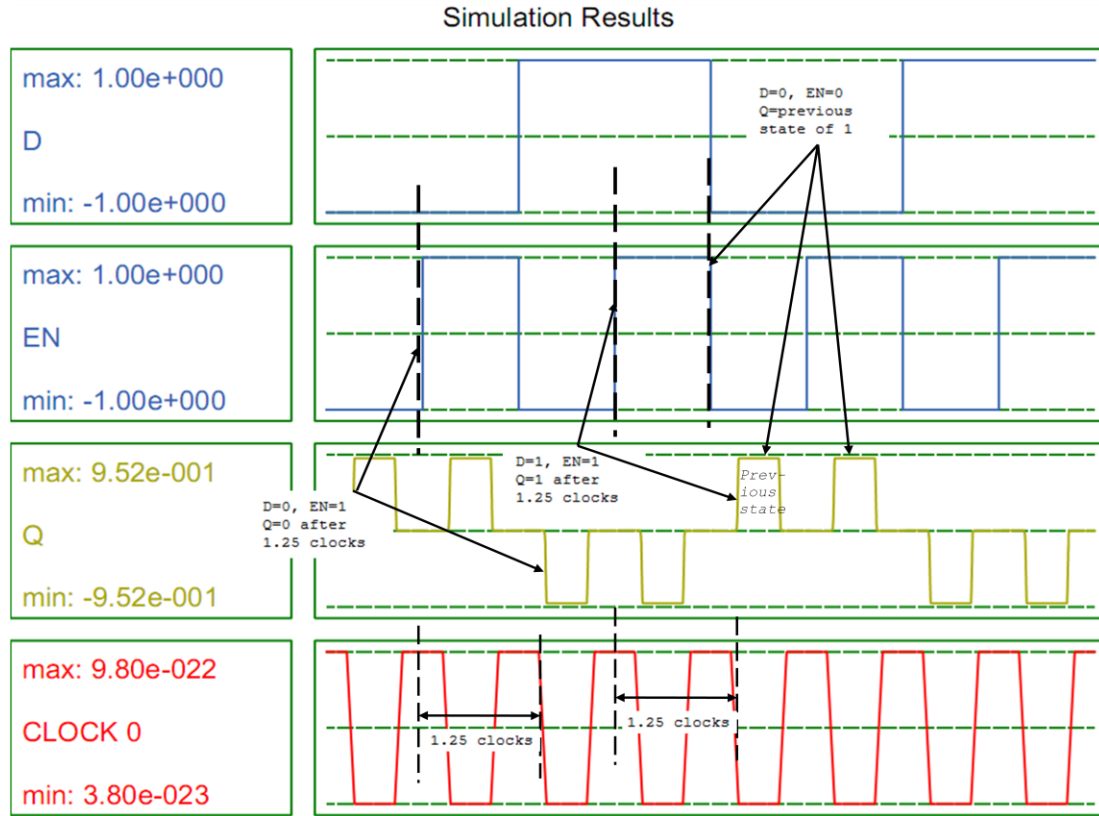 Simulation Results
max: 1.00e+000
D
min: -1.00e+000
D=0, EN=0
Q=previous
state of 1
max: 1.00e+000
EN
min: -1.00e+000
max: 9.52e-001
Q
min: -9.52e-001
D=0, EN=1
Q=0 after
1.25 clocks
D=1, EN=1
Q=1 after
1.25 clocks
Prev-
ious
state
max: 9.80e-022
CLOCK 0
min: 3.80e-023
1.25 clocks
1.25 clocks